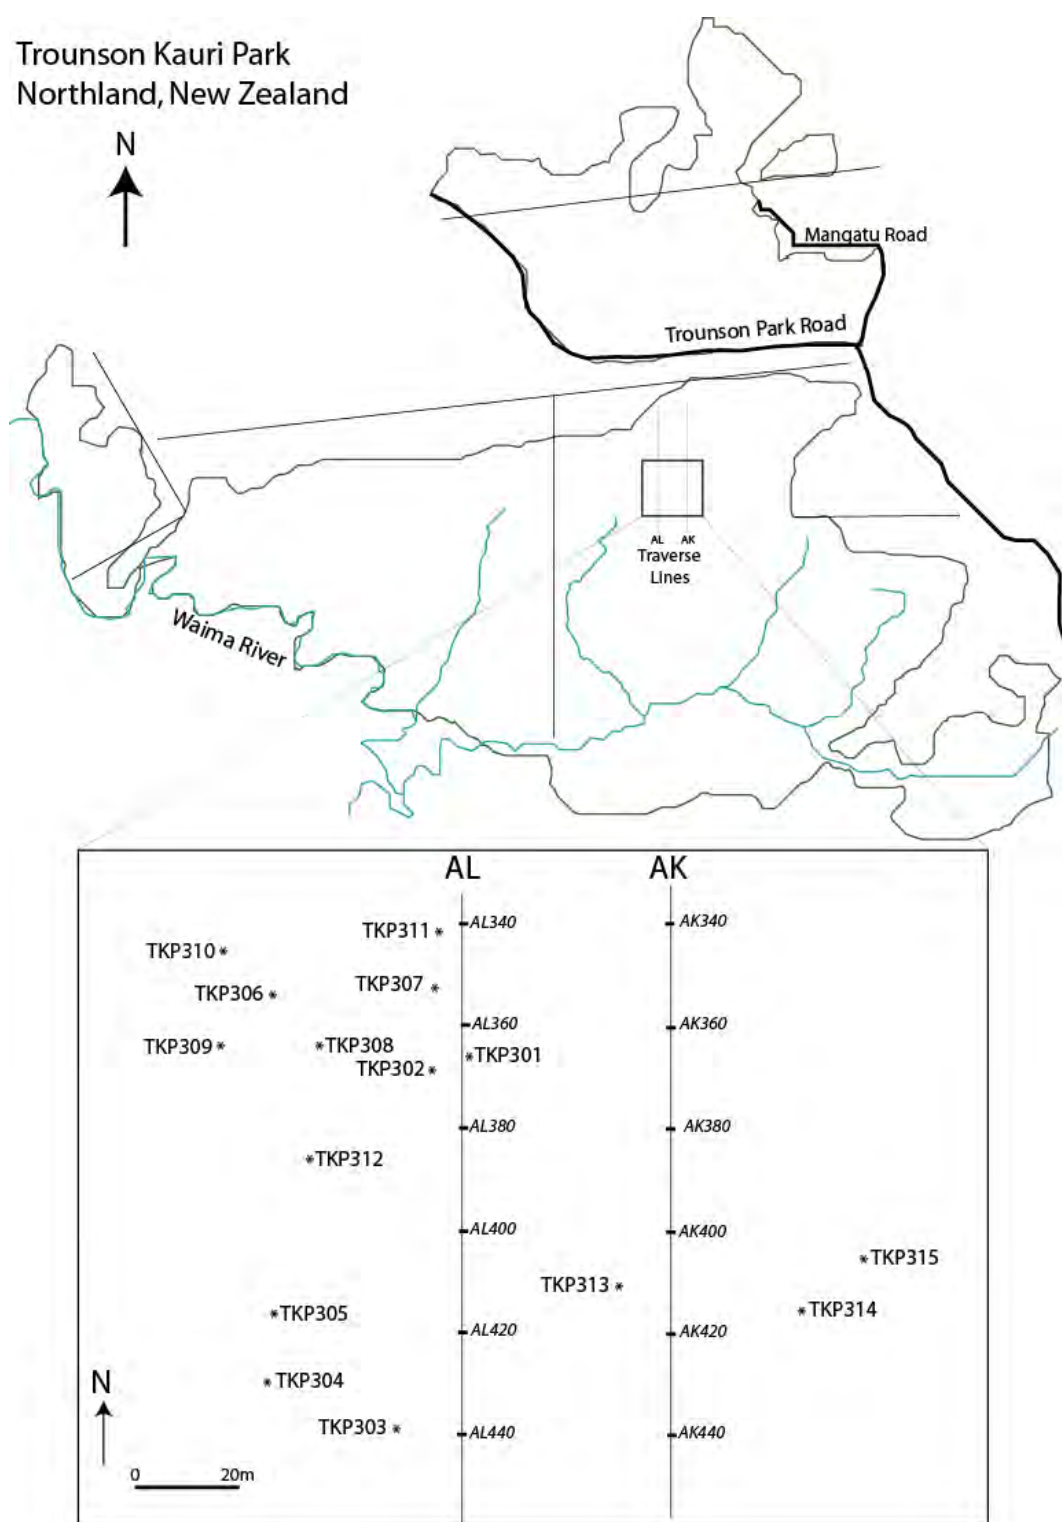 Trounson Kauri Park
Northland, New Zealand
N
Mangatu Road
Trounson Park Road
AL AK
Traverse
Lines
Waima River
AL AK
TKP311 AL340 AK340
TKP310
TKP307
TKP306
AL360 AK360
TKP309 TKP308
TKP302 TKP301
AL380 AK380
TKP312
AL400 AK400
TKP315
TKP313
TKP314
TKP305
AL420 AK420
N TKP304
TKP303 AL440 AK440
0 20m